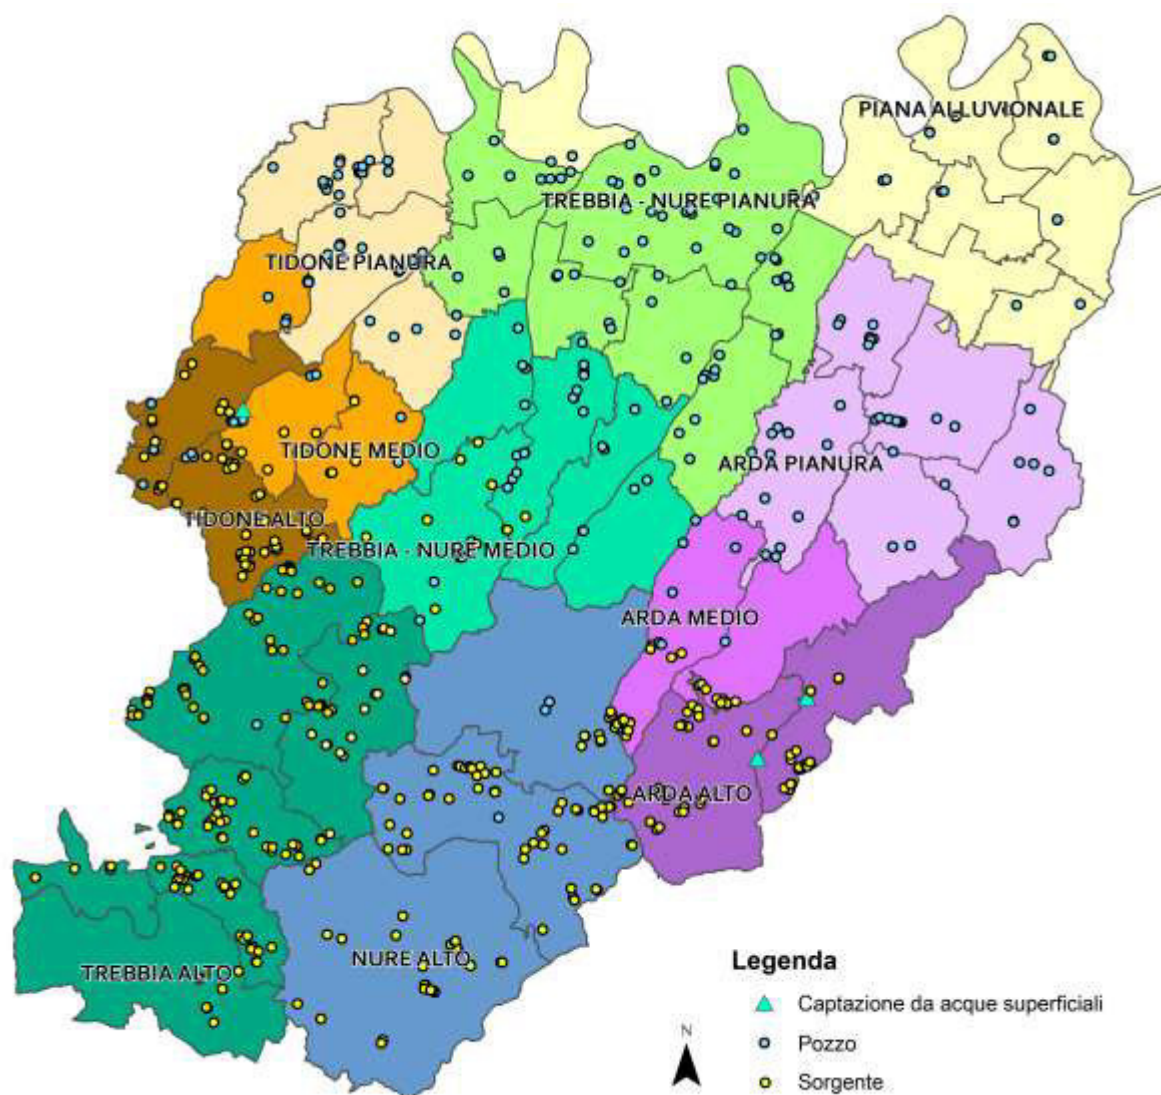 PIANA ALLUVIONALE
TREBBIA - NURE PIANURA
TIDONE PIANURA
TIDONE MEDIO
ARDA PIANURA
TIDONE ALTO
TREBBIA - NURE MEDIO
ARDA MEDIO
ARDA ALTO
NURE ALTO
TREBBIA ALTO
Legenda
Captazione da acque superficiali
N
Pozzo
Sorgente